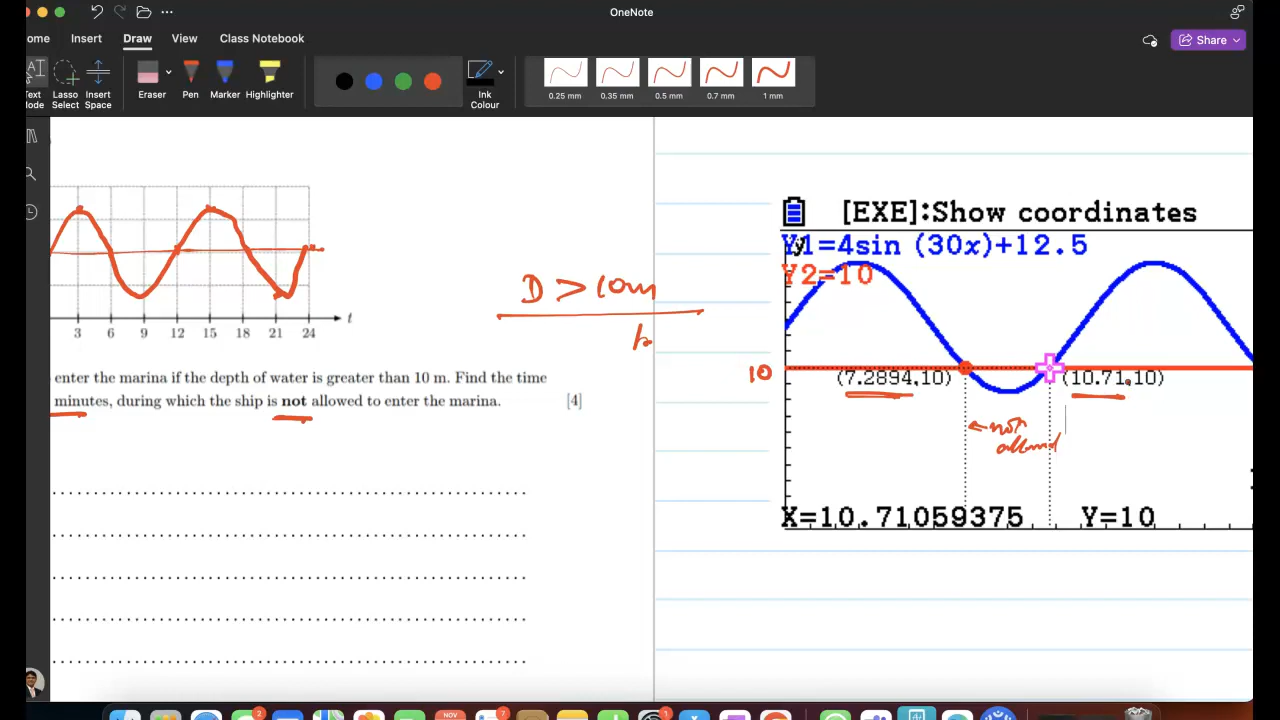 OneNote
ome Insert Draw View Class Notebook
Share
Text Mode
Lasso Select
Insert Space
Eraser
Pen
Marker
Highlighter
Ink Colour
0.25 mm 0.35 mm 0.5 mm 0.7 mm 1 mm
3 6 9 12 15 18 21 24 t
D > 10m
enter the marina if the depth of water is greater than 10 m. Find the time
minutes, during which the ship is not allowed to enter the marina. [4]
[EXE]:Show coordinates
Y1=4sin (30x)+12.5
Y2=10
y
10
(7.2894,10) (10.71,10)
not
allowed
X=10.71059375 Y=10
NOV
2
7
1